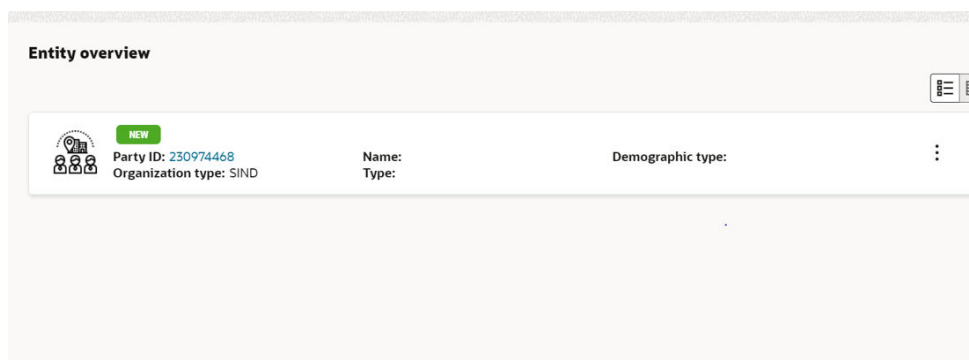 Entity overview
NEW
Party ID: 230974468 Name: Demographic type:
Organization type: SIND Type: